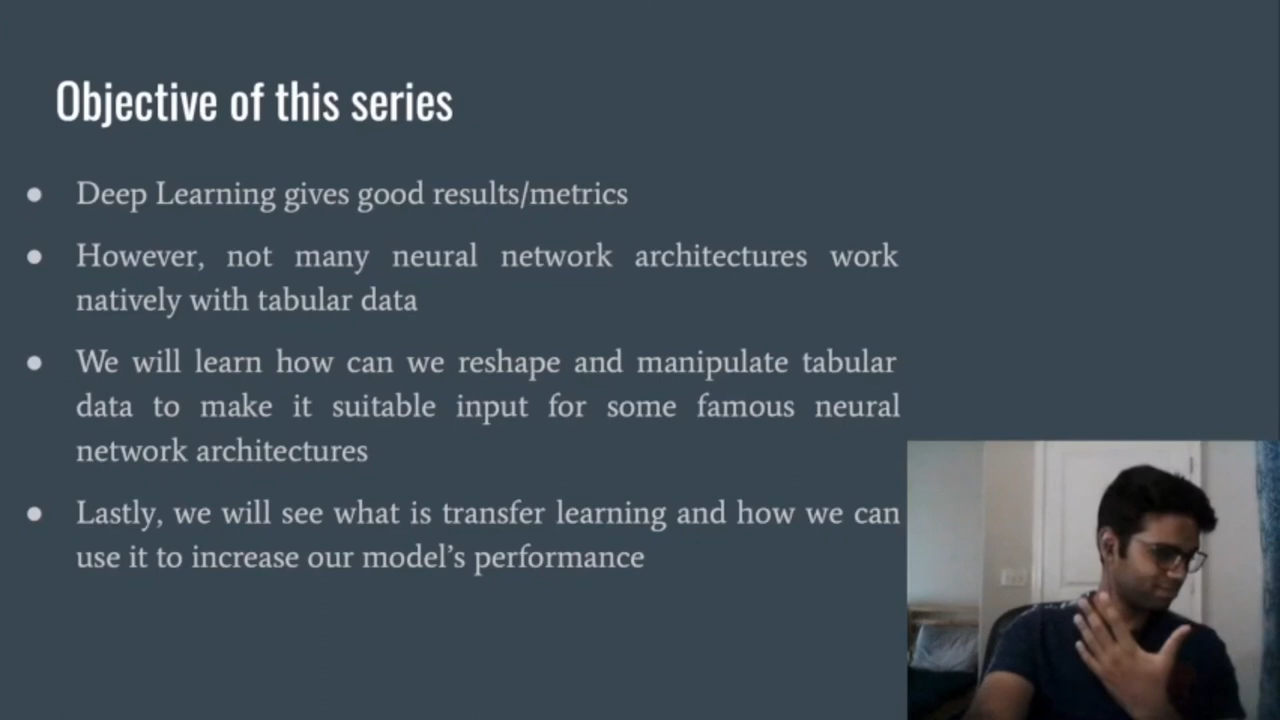 Objective of this series
● Deep Learning gives good results/metrics
● However, not many neural network architectures work
natively with tabular data
● We will learn how can we reshape and manipulate tabular
data to make it suitable input for some famous neural
network architectures
● Lastly, we will see what is transfer learning and how we can
use it to increase our model’s performance